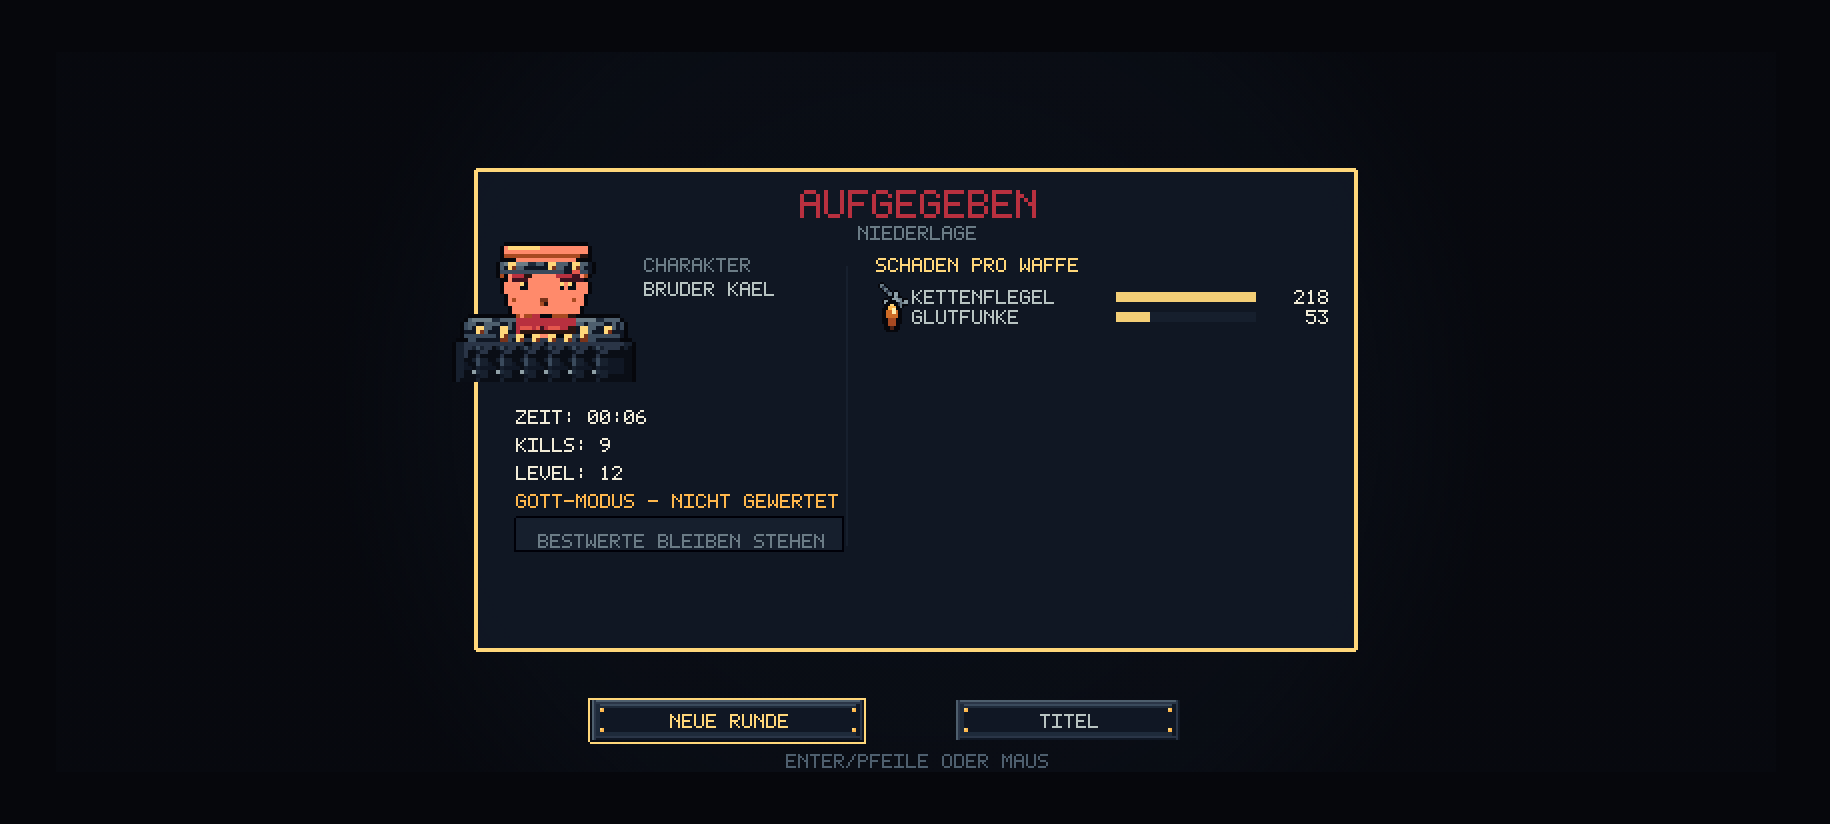 AUFGEGEBEN
NIEDERLAGE
CHARAKTER
BRUDER KAEL
ZEIT: 00:06
KILLS: 9
LEVEL: 12
GOTT-MODUS - NICHT GEWERTET
BESTWERTE BLEIBEN STEHEN
SCHADEN PRO WAFFE
KETTENFLEGEL 218
GLUTFUNKE 53
NEUE RUNDE
TITEL
ENTER/PFEILE ODER MAUS